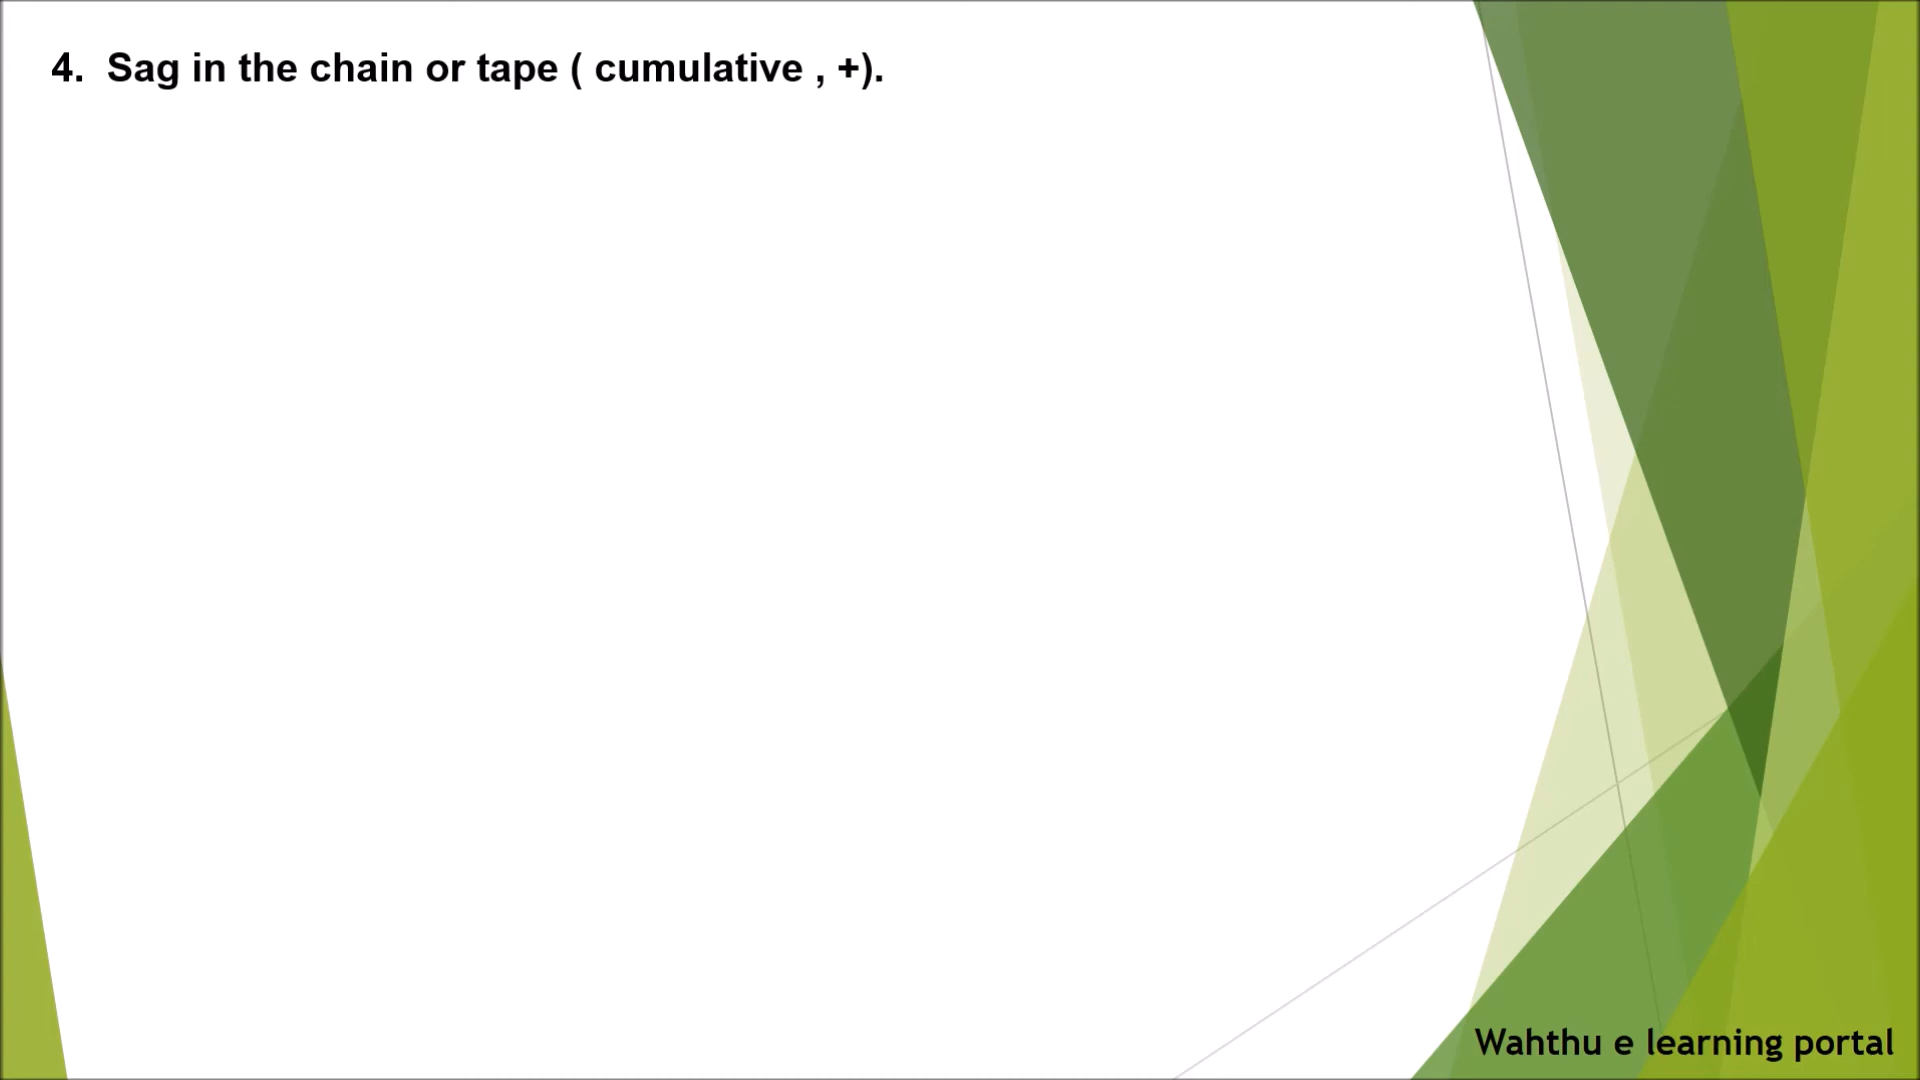 4. Sag in the chain or tape ( cumulative , +).
Wahthu e learning portal